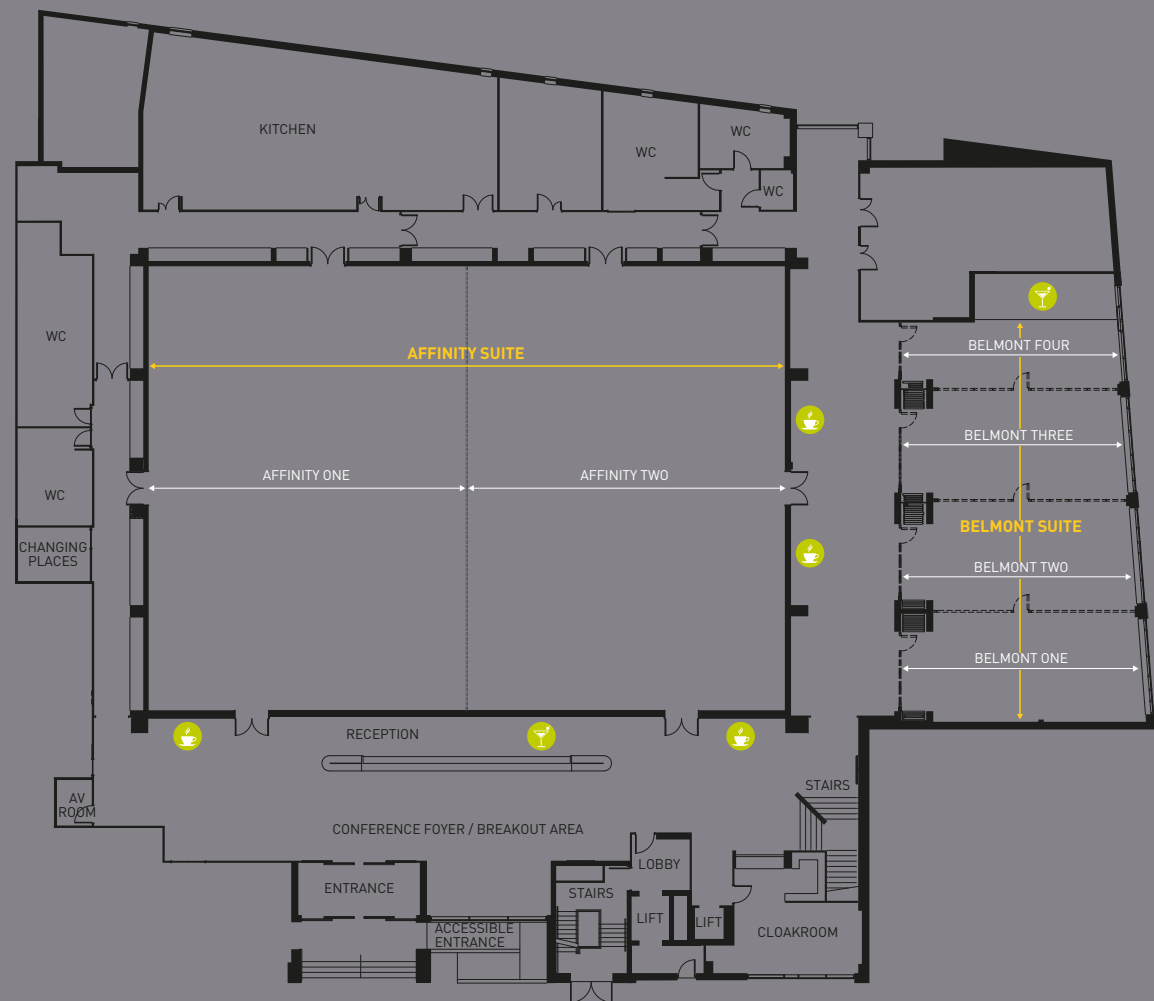 KITCHEN
WC
WC
WC
WC
AFFINITY SUITE
BELMONT FOUR
BELMONT THREE
AFFINITY ONE
AFFINITY TWO
WC
BELMONT SUITE
CHANGING
PLACES
BELMONT TWO
BELMONT ONE
RECEPTION
STAIRS
AV
ROOM
CONFERENCE FOYER / BREAKOUT AREA
LOBBY
ENTRANCE
STAIRS
LIFT
LIFT
ACCESSIBLE
ENTRANCE
CLOAKROOM